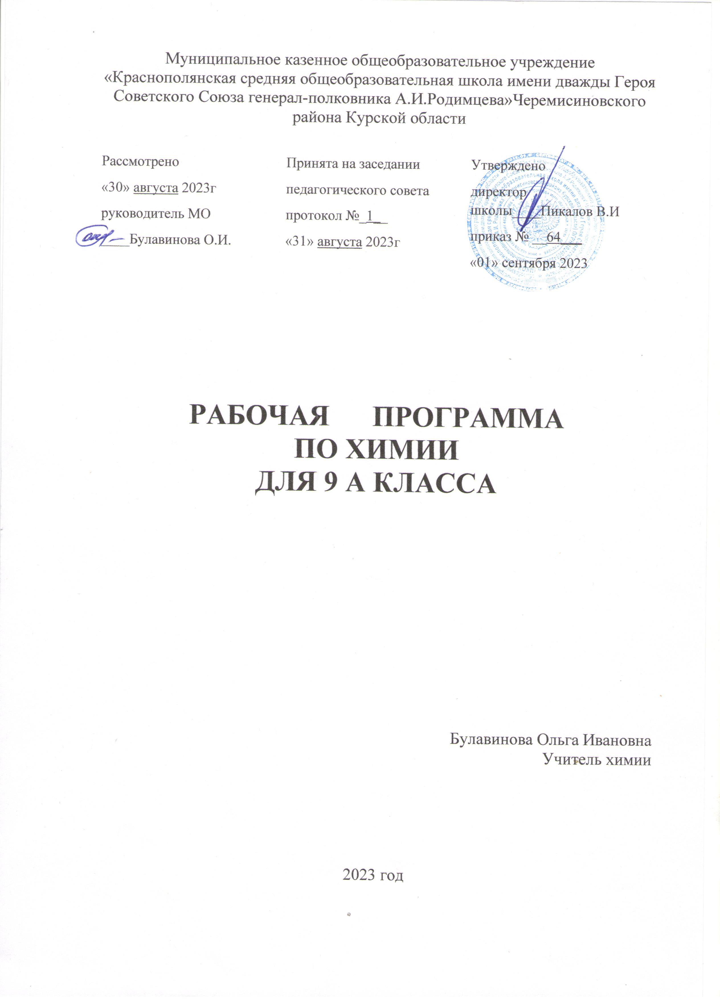 Муниципальное казенное общеобразовательное учреждение
«Краснополянская средняя общеобразовательная школа имени дважды Героя
Советского Союза генерал-полковника А.И.Родимцева»Черемисиновского
района Курской области
Рассмотрено
«30» августа 2023г
руководитель МО
____Булавинова О.И.
Принята на заседании
педагогического совета
протокол №_1__
«31» августа 2023г
Утверждено
директор
школы____Пикалов В.И
приказ № __64___
«01» сентября 2023
РАБОЧАЯ ПРОГРАММА
ПО ХИМИИ
ДЛЯ 9 А КЛАССА
Булавинова Ольга Ивановна
Учитель химии
2023 год